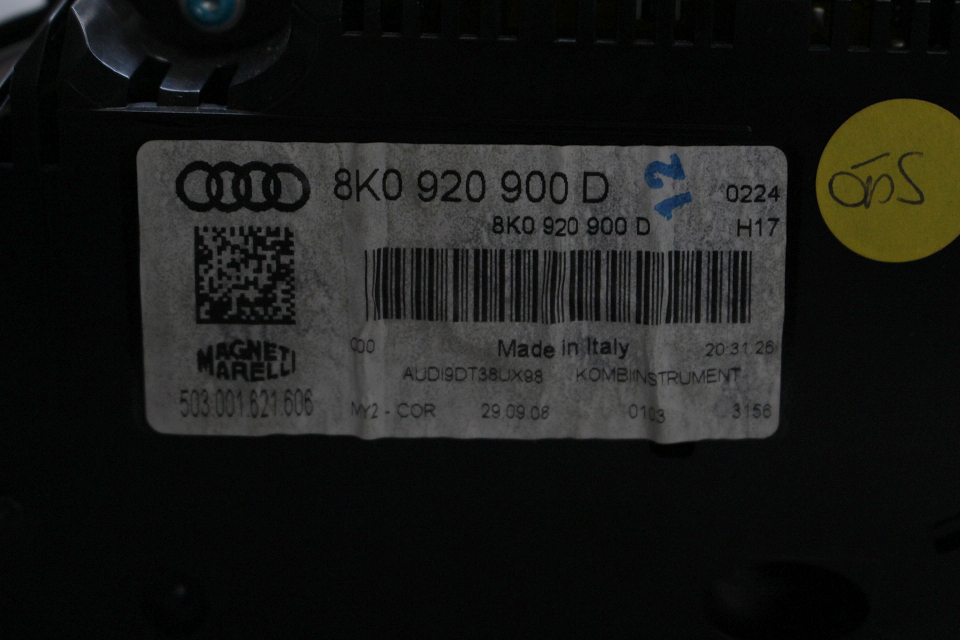 8K0 920 900 D
12
0224
8K0 920 900 D
H17
MAGNETI
MARELLI
503.001.621.606
000
Made in Italy
20:31:26
AUDI9DT38UX98
KOMBIINSTRUMENT
MY2 - COR
29.09.08
0103
3156